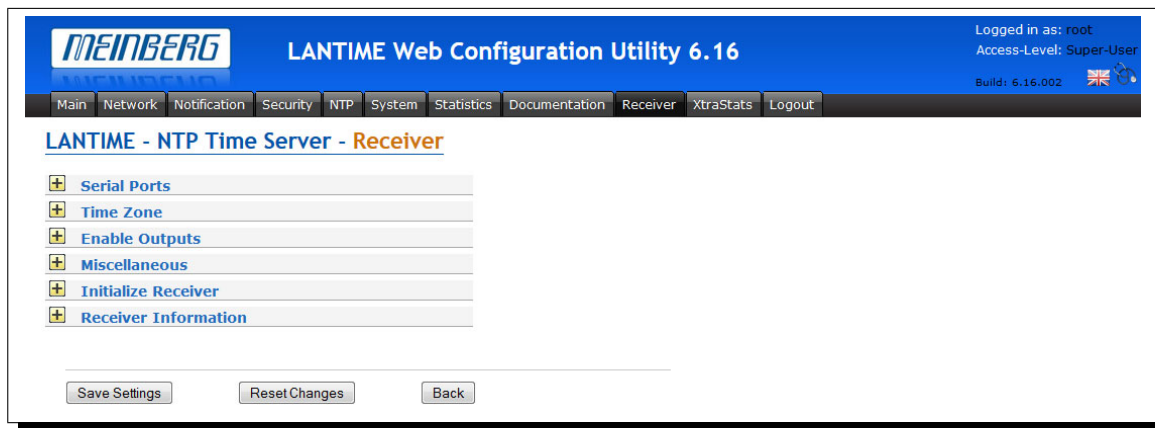 MEINBERG
LANTIME Web Configuration Utility 6.16
Logged in as: root
Access-Level: Super-User
Build: 6.16.002
Main Network Notification Security NTP System Statistics Documentation Receiver XtraStats Logout
LANTIME - NTP Time Server - Receiver
Serial Ports
Time Zone
Enable Outputs
Miscellaneous
Initialize Receiver
Receiver Information
Save Settings Reset Changes Back